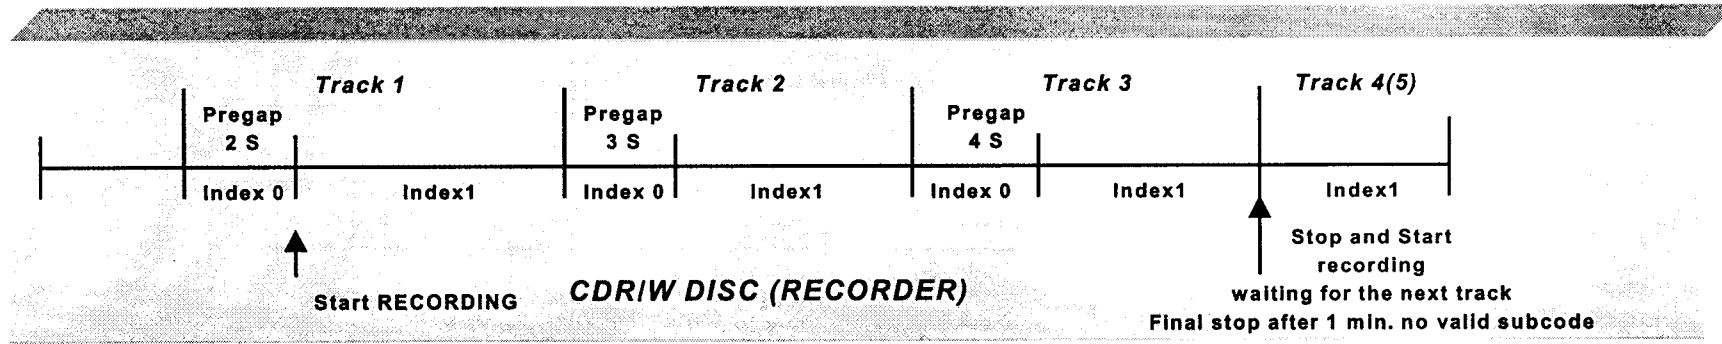 Track 1
Track 2
Track 3
Track 4(5)
Pregap
2 S
Pregap
3 S
Pregap
4 S
Index 0
Index1
Index 0
Index1
Index 0
Index1
Index1
Start RECORDING
CDR/W DISC (RECORDER)
Stop and Start
recording
waiting for the next track
Final stop after 1 min. no valid subcode